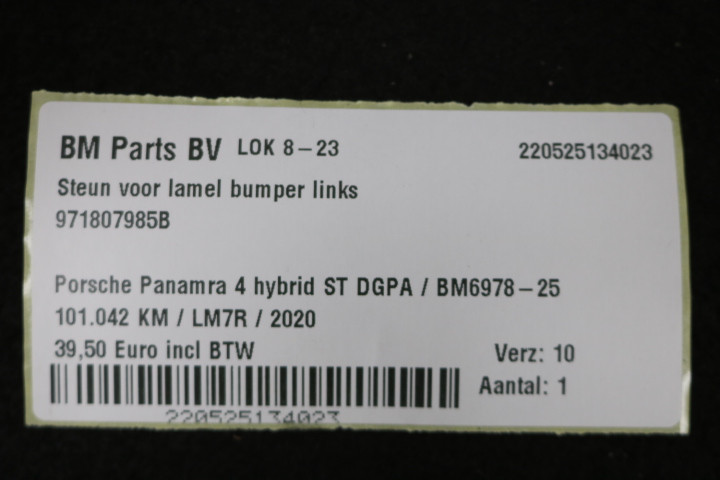 BM Parts BV LOK 8-23 220525134023
Steun voor lamel bumper links
971807985B
Porsche Panamra 4 hybrid ST DGPA / BM6978-25
101.042 KM / LM7R / 2020
39,50 Euro incl BTW Verz: 10
Aantal: 1
220525134023